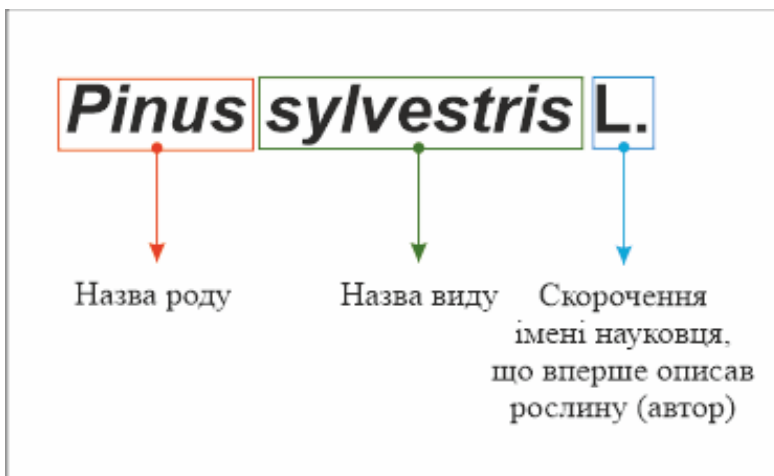 Pinus sylvestris L.
Назва роду
Назва виду
Скорочення
імені науковця,
що вперше описав
рослину (автор)